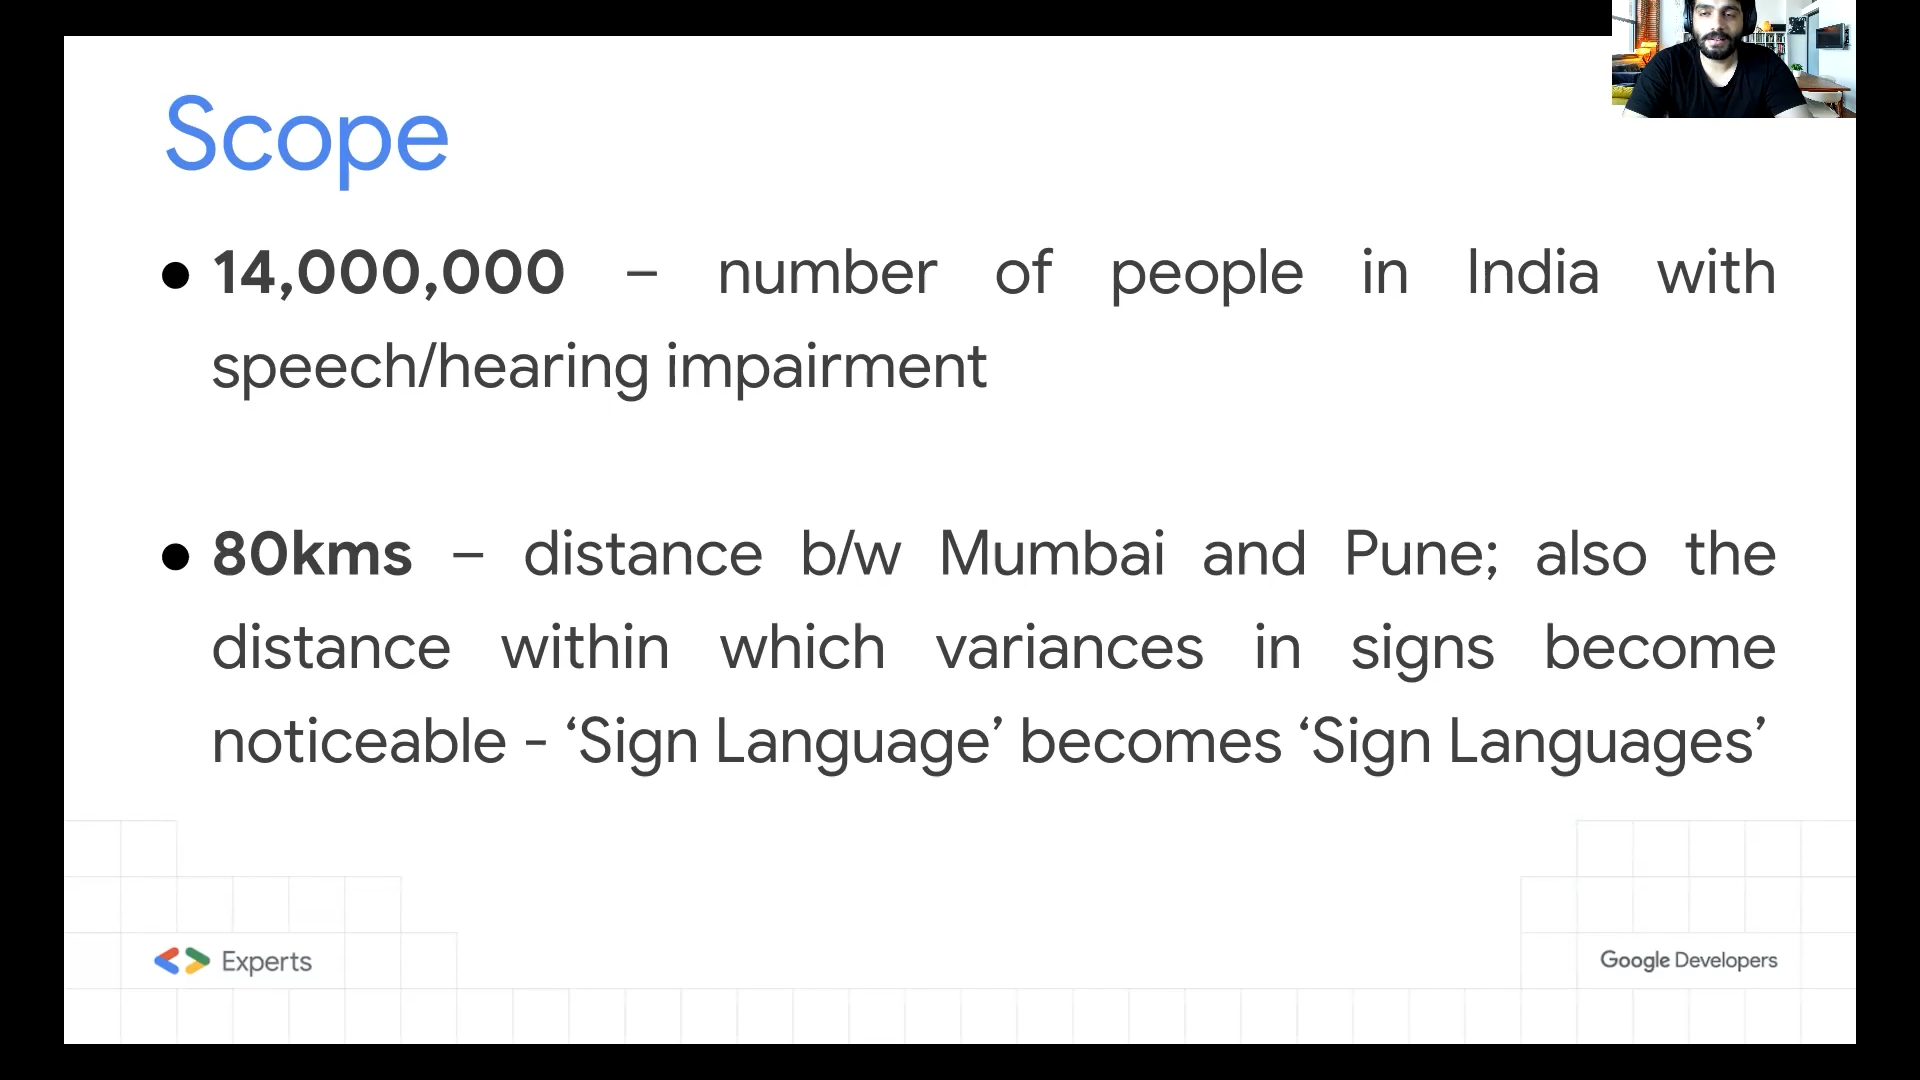 Scope
● 14,000,000 – number of people in India with
speech/hearing impairment
● 80kms – distance b/w Mumbai and Pune; also the
distance within which variances in signs become
noticeable - ‘Sign Language’ becomes ‘Sign Languages’
Experts
Google Developers